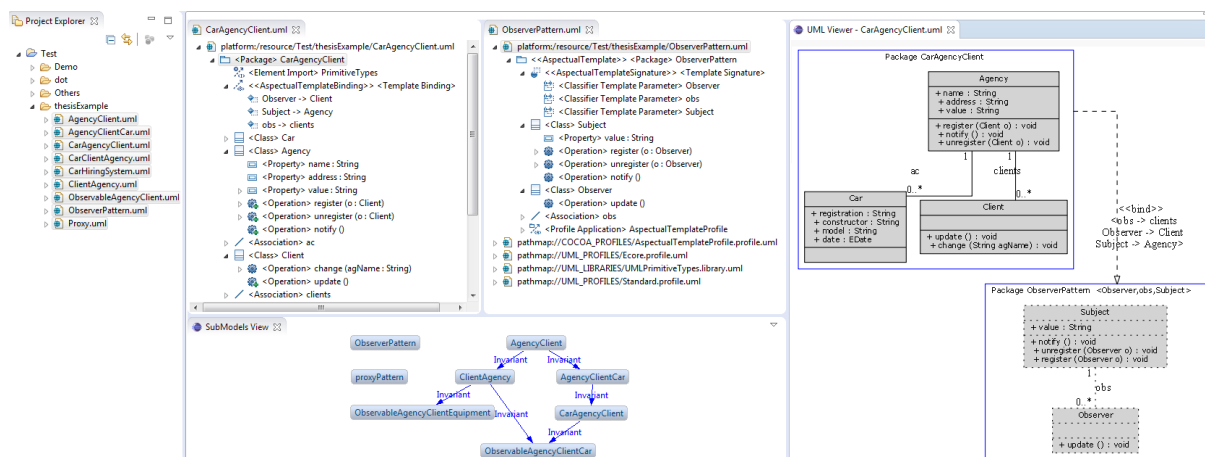 Project Explorer
Test
Demo
dot
Others
thesisExample
AgencyClient.uml
AgencyClientCar.uml
CarAgencyClient.uml
CarClientAgency.uml
CarHiringSystem.uml
ClientAgency.uml
ObservableAgencyClient.uml
ObserverPattern.uml
Proxy.uml
CarAgencyClient.uml
platform:/resource/Test/thesisExample/CarAgencyClient.uml
<Package> CarAgencyClient
<Element Import> PrimitiveTypes
<<AspectualTemplateBinding>> <Template Binding>
Observer -> Client
Subject -> Agency
obs -> clients
<Class> Car
<Class> Agency
<Property> name : String
<Property> address : String
<Property> value : String
<Operation> register (o : Client)
<Operation> unregister (o : Client)
<Operation> notify ()
<Association> ac
<Class> Client
<Operation> change (agName : String)
<Operation> update ()
<Association> clients
ObserverPattern.uml
platform:/resource/Test/thesisExample/ObserverPattern.uml
<<AspectualTemplate>> <Package> ObserverPattern
<<AspectualTemplateSignature>> <Template Signature>
<Classifier Template Parameter> Observer
<Classifier Template Parameter> obs
<Classifier Template Parameter> Subject
<Class> Subject
<Property> value : String
<Operation> register (o : Observer)
<Operation> unregister (o : Observer)
<Operation> notify ()
<Class> Observer
<Operation> update ()
<Association> obs
<Profile Application> AspectualTemplateProfile
pathmap://COCOA_PROFILES/AspectualTemplateProfile.profile.uml
pathmap://UML_PROFILES/Ecore.profile.uml
pathmap://UML_LIBRARIES/UMLPrimitiveTypes.library.uml
pathmap://UML_PROFILES/Standard.profile.uml
SubModels View
ObserverPattern
AgencyClient
Invariant
Invariant
proxyPattern
ClientAgency
AgencyClientCar
Invariant
Invariant
ObservableAgencyClientEquipment
Invariant
CarAgencyClient
Invariant
ObservableAgencyClientCar
UML Viewer - CarAgencyClient.uml
Package CarAgencyClient
Agency
+ name : String
+ address : String
+ value : String
+ register (Client o) : void
+ notify () : void
+ unregister (Client o) : void
1
1
ac
clients
0..*
0..*
Car
+ registration : String
+ constructor : String
+ model : String
+ date : EDate
Client
+ update () : void
+ change (String agName) : void
<<bind>>
<obs -> clients
Observer -> Client
Subject -> Agency>
Package ObserverPattern <Observer,obs,Subject>
Subject
+ value : String
+ notify () : void
+ unregister (Observer o) : void
+ register (Observer o) : void
1
obs
0..*
Observer
+ update () : void